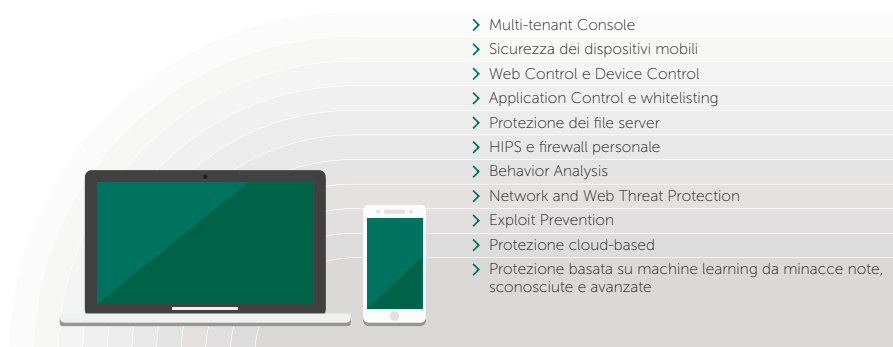 Multi-tenant Console
Sicurezza dei dispositivi mobili
Web Control e Device Control
Application Control e whitelisting
Protezione dei file server
HIPS e firewall personale
Behavior Analysis
Network and Web Threat Protection
Exploit Prevention
Protezione cloud-based
Protezione basata su machine learning da minacce note,
sconosciute e avanzate